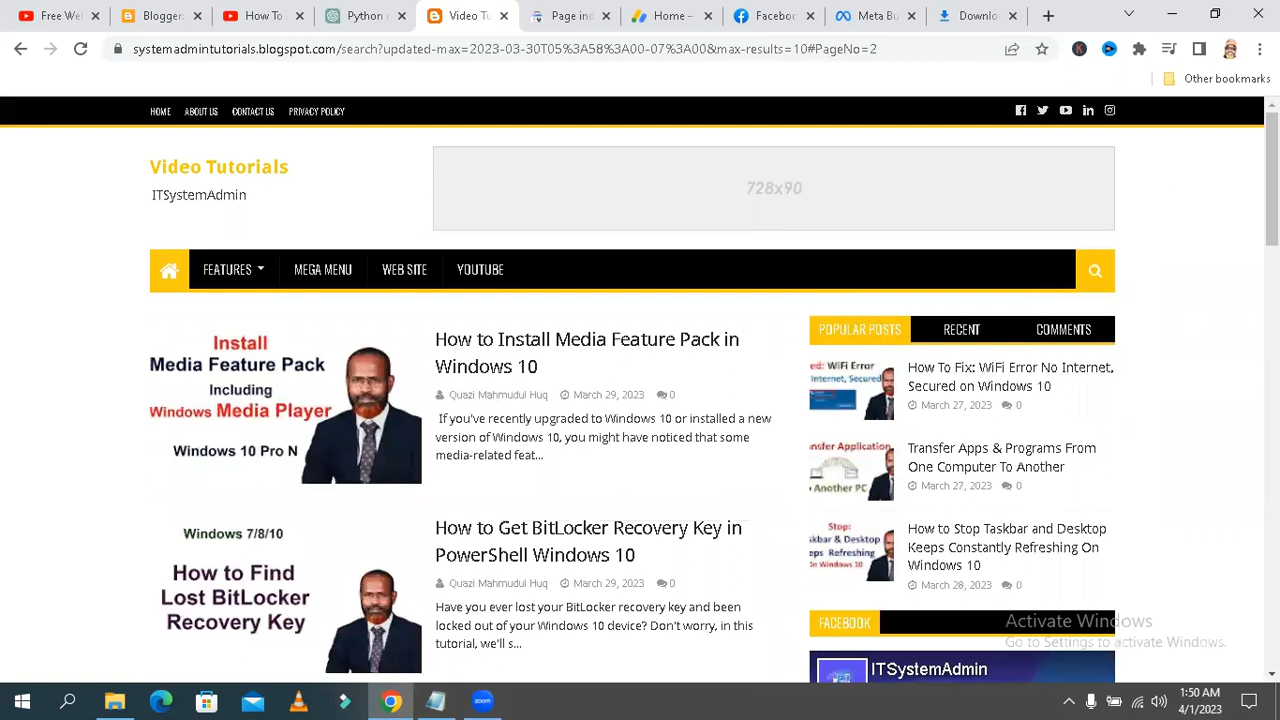 Free Web
Blogger
How To
Python r
Video Tu
Page ind
Home –
Facebook
Meta Bu
Downlo
systemadmintutorials.blogspot.com/search?updated-max=2023-03-30T05%3A58%3A00-07%3A00&max-results=10#PageNo=2
Other bookmarks
HOME ABOUT US CONTACT US PRIVACY POLICY
Video Tutorials
ITSystemAdmin
728x90
FEATURES MEGA MENU WEB SITE YOUTUBE
Install
Media Feature Pack
Including
Windows Media Player
Windows 10 Pro N
How to Install Media Feature Pack in
Windows 10
Quazi Mahmudul Huq March 29, 2023 0
If you've recently upgraded to Windows 10 or installed a new
version of Windows 10, you might have noticed that some
media-related feat...
Windows 7/8/10
How to Find
Lost BitLocker
Recovery Key
How to Get BitLocker Recovery Key in
PowerShell Windows 10
Quazi Mahmudul Huq March 29, 2023 0
Have you ever lost your BitLocker recovery key and been
locked out of your Windows 10 device? Don't worry, in this
tutorial, we'll s...
POPULAR POSTS RECENT COMMENTS
How To Fix: WiFi Error No Internet,
Secured on Windows 10
March 27, 2023 0
Transfer Apps & Programs From
One Computer To Another
March 27, 2023 0
How to Stop Taskbar and Desktop
Keeps Constantly Refreshing On
Windows 10
March 28, 2023 0
FACEBOOK
ITSystemAdmin
Activate Windows
Go to Settings to activate Windows.
zoom
1:50 AM
4/1/2023